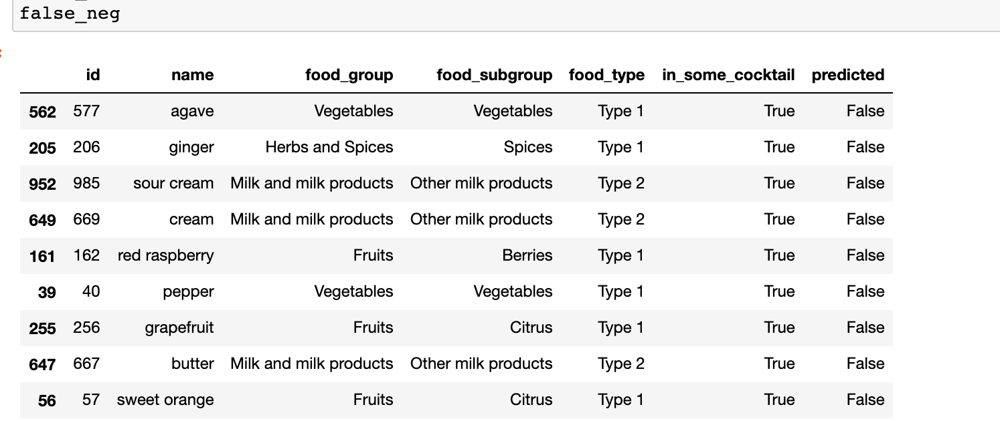 false_neg
id name food_group food_subgroup food_type in_some_cocktail predicted
562 577 agave Vegetables Vegetables Type 1 True False
205 206 ginger Herbs and Spices Spices Type 1 True False
952 985 sour cream Milk and milk products Other milk products Type 2 True False
649 669 cream Milk and milk products Other milk products Type 2 True False
161 162 red raspberry Fruits Berries Type 1 True False
39 40 pepper Vegetables Vegetables Type 1 True False
255 256 grapefruit Fruits Citrus Type 1 True False
647 667 butter Milk and milk products Other milk products Type 2 True False
56 57 sweet orange Fruits Citrus Type 1 True False